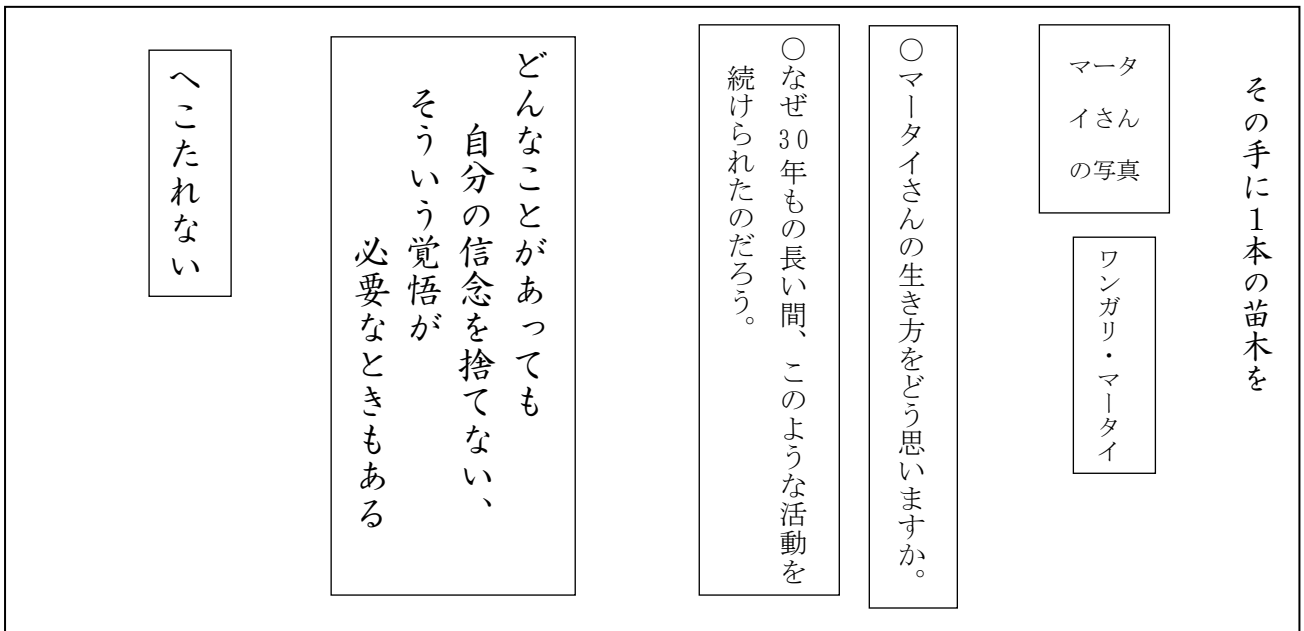 その手に1本の苗木を
マータ
イさん
の写真
ワンガリ・マータイ
○マータイさんの生き方をどう思いますか。
○なぜ30年もの長い間、このような活動を
続けられたのだろう。
どんなことがあっても
自分の信念を捨てない、
そういう覚悟が
必要なときもある
へこたれない